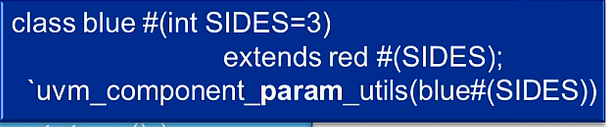 class blue #(int SIDES=3)
extends red #(SIDES);
`uvm_component_param_utils(blue#(SIDES))